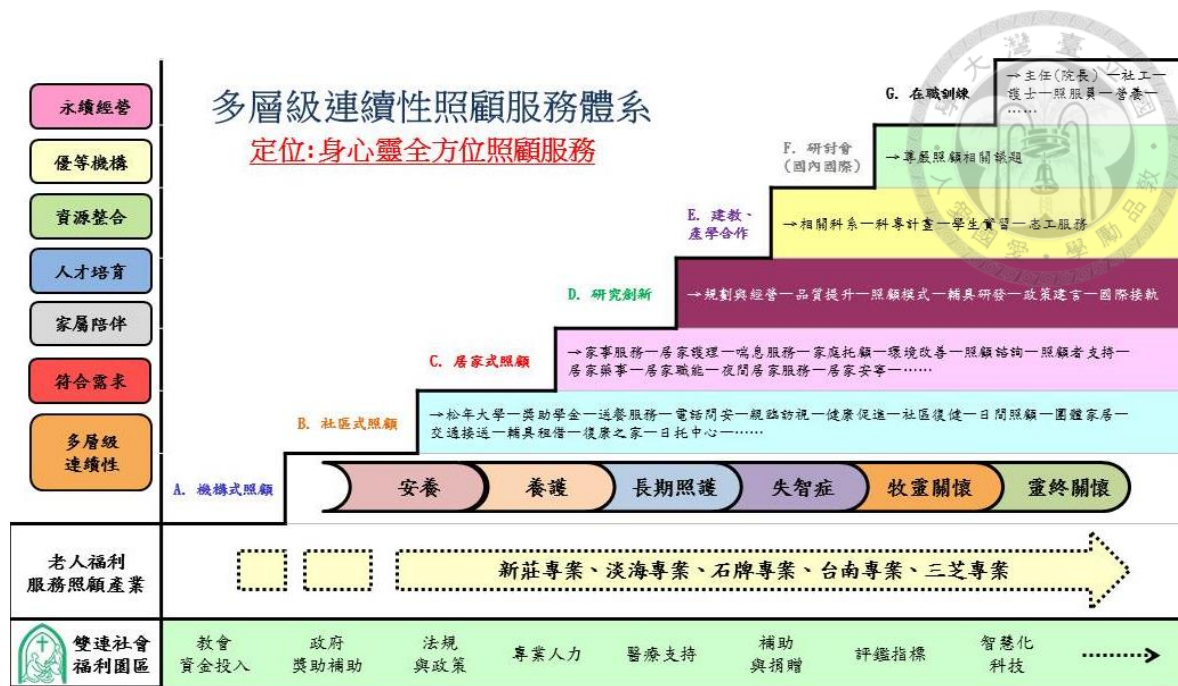 多層級連續性照顧服務體系
定位:身心靈全方位照顧服務
永續經營
優等機構
資源整合
人才培育
家屬陪伴
符合需求
多層級
連續性
G. 在職訓練
→主任(院長)—社工—
護士—照服員—營養—
……
F. 研討會
(國內國際)
→尊嚴照顧相關議題
E. 建教、
產學合作
→相關科系—科專計畫—學生實習—志工服務
D. 研究創新
→規劃與經營—品質提升—照顧模式—輔具研發—政策建言—國際接軌
C. 居家式照顧
→家事服務—居家護理—喘息服務—家庭托顧—環境改善—照顧諮詢—照顧者支持—
居家藥事—居家職能—夜間居家服務—居家安寧—……
B. 社區式照顧
→松年大學—獎助學金—送餐服務—電話問安—親臨訪視—健康促進—社區復健—日間照顧—團體家居—
交通接送—輔具租借—復康之家—日托中心—……
A. 機構式照顧
安養
養護
長期照護
失智症
牧靈關懷
靈終關懷
老人福利
服務照顧產業
新莊專案、淡海專案、石牌專案、台南專案、三芝專案
雙連社會
福利園區
教會
資金投入
政府
獎助補助
法規
與政策
專業人力
醫療支持
補助
與捐贈
評鑑指標
智慧化
科技